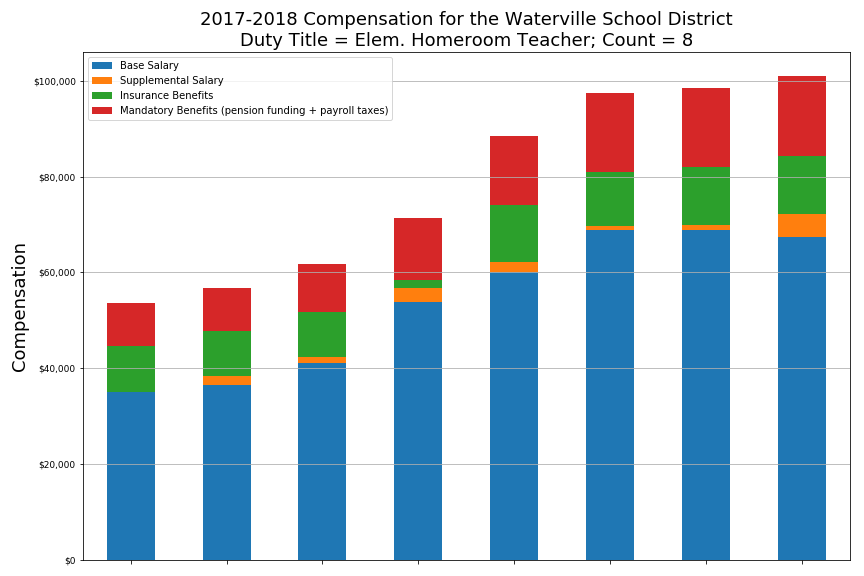 2017-2018 Compensation for the Waterville School District
Duty Title = Elem. Homeroom Teacher; Count = 8
Base Salary
Supplemental Salary
Insurance Benefits
Mandatory Benefits (pension funding + payroll taxes)
Compensation
$100,000
$80,000
$60,000
$40,000
$20,000
$0